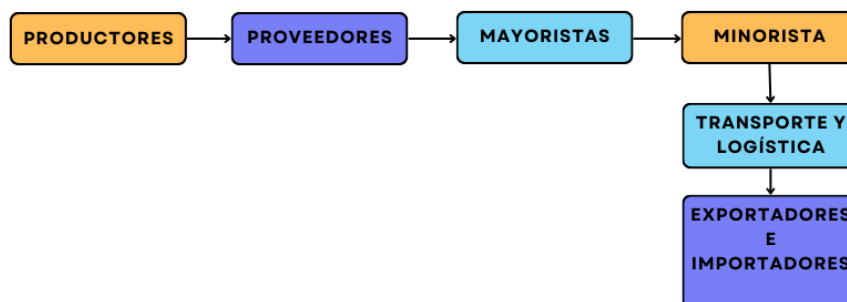 PRODUCTORES
PROVEEDORES
MAYORISTAS
MINORISTA
TRANSPORTE Y
LOGÍSTICA
EXPORTADORES
E
IMPORTADORES